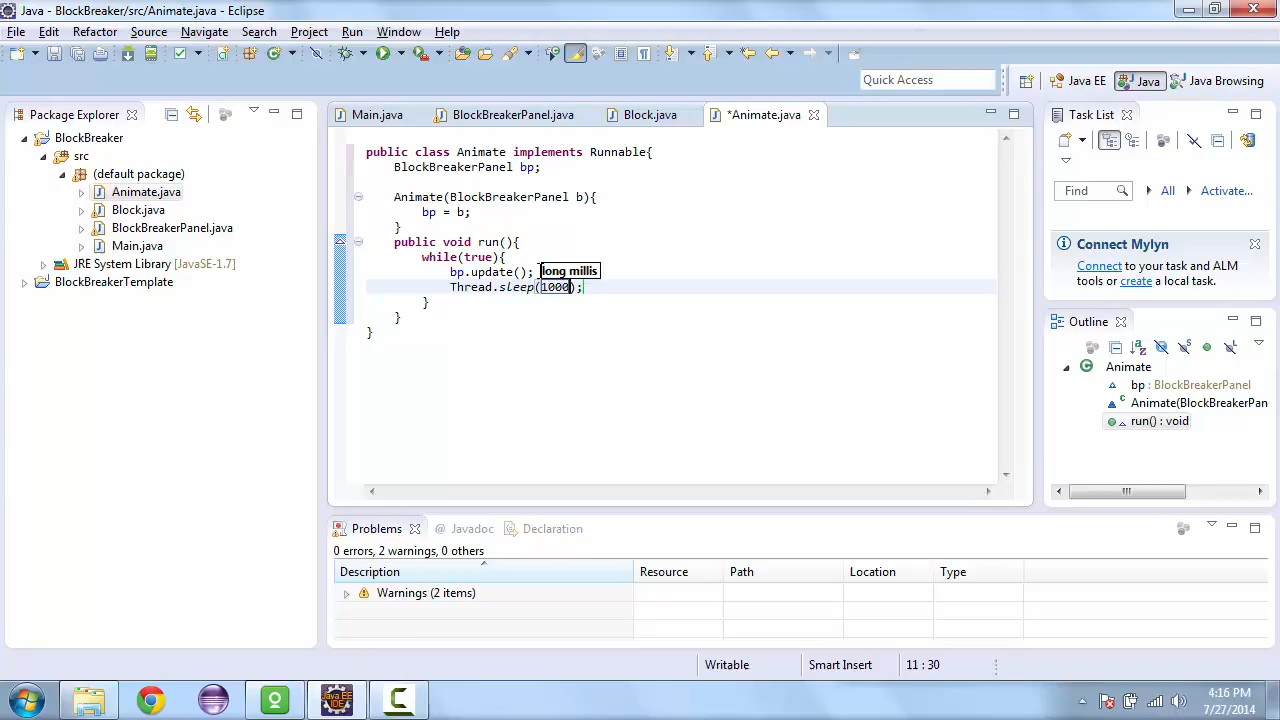 Java - BlockBreaker/src/Animate.java - Eclipse
File Edit Refactor Source Navigate Search Project Run Window Help
Quick Access
Java EE
Java
Java Browsing
Package Explorer
BlockBreaker
src
(default package)
Animate.java
Block.java
BlockBreakerPanel.java
Main.java
JRE System Library [JavaSE-1.7]
BlockBreakerTemplate
Main.java
BlockBreakerPanel.java
Block.java
*Animate.java
public class Animate implements Runnable{
BlockBreakerPanel bp;
Animate(BlockBreakerPanel b){
bp = b;
}
public void run(){
while(true){
bp.update();
long millis
Thread.sleep(1000);
}
}
}
Task List
Find
All
Activate...
Connect Mylyn
Connect to your task and ALM
tools or create a local task.
Outline
Animate
bp : BlockBreakerPanel
Animate(BlockBreakerPan
run() : void
Problems
@ Javadoc
Declaration
0 errors, 2 warnings, 0 others
Description Resource Path Location Type
Warnings (2 items)
Writable
Smart Insert
11 : 30
Java EE
IDE
4:16 PM
7/27/2014